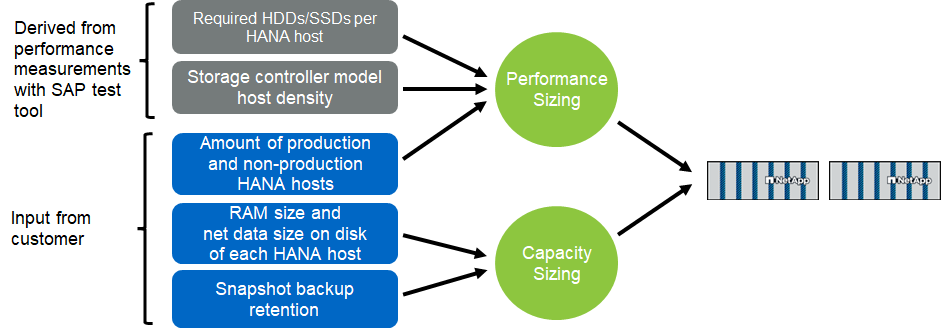 Derived from
performance
measurements
with SAP test
tool
Required HDDs/SSDs per
HANA host
Storage controller model
host density
Performance
Sizing
Input from
customer
Amount of production
and non-production
HANA hosts
RAM size and
net data size on disk
of each HANA host
Snapshot backup
retention
Capacity
Sizing
NetApp
NetApp